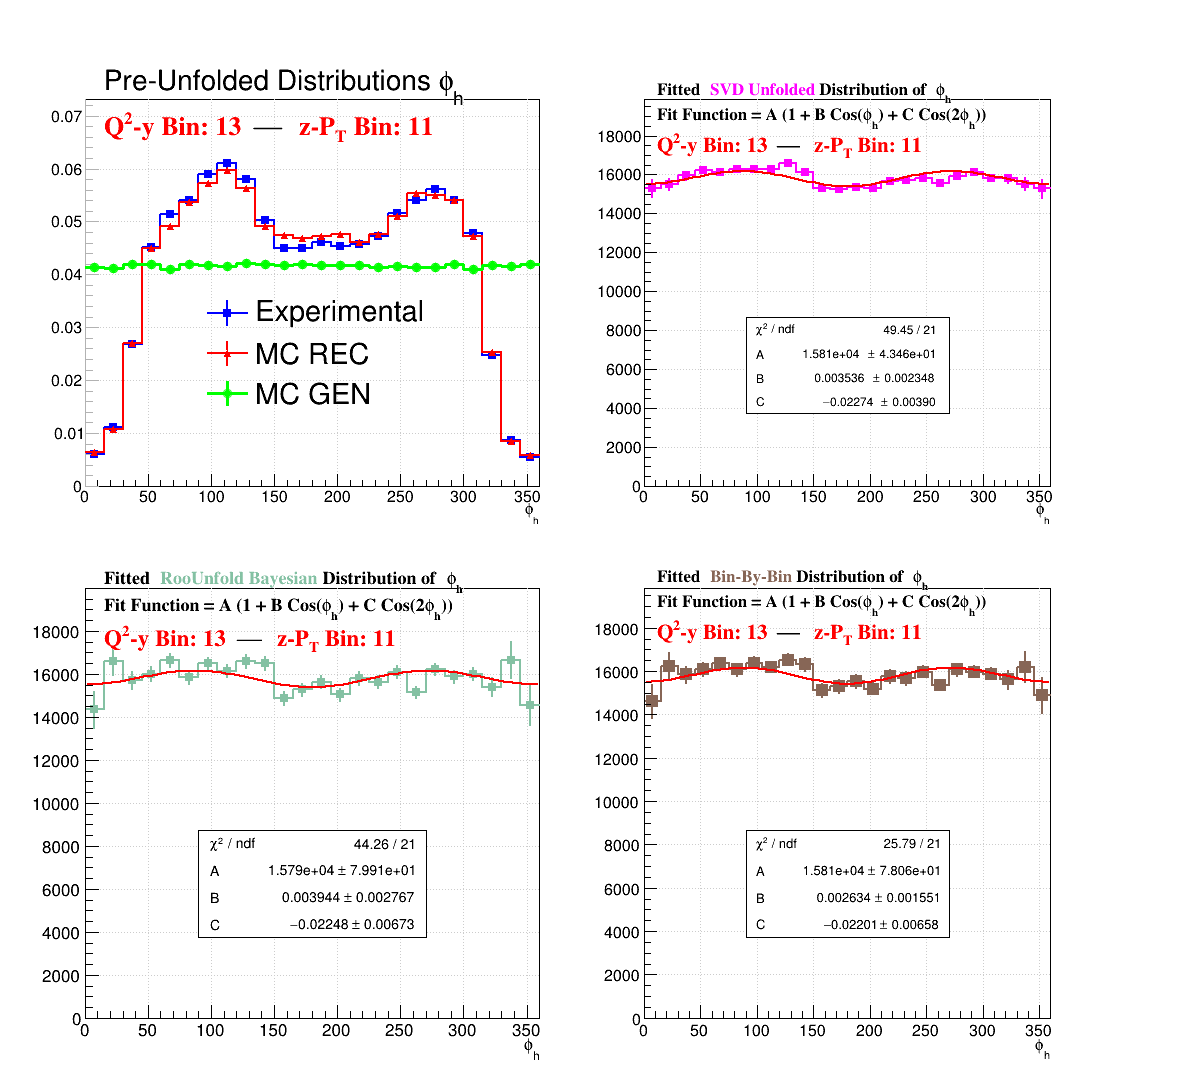 Pre-Unfolded Distributions ϕh
Q2-y Bin: 13 — z-PT Bin: 11
0.07
0.06
0.05
0.04
0.03
0.02
0.01
0
Experimental
MC REC
MC GEN
0 50 100 150 200 250 300 350
ϕh
Fitted SVD Unfolded Distribution of ϕh
Fit Function = A (1 + B Cos(ϕh) + C Cos(2ϕh))
Q2-y Bin: 13 — z-PT Bin: 11
18000
16000
14000
12000
10000
8000
6000
4000
2000
0
χ2 / ndf 49.45 / 21
A 1.581e+04 ± 4.346e+01
B 0.003536 ± 0.002348
C −0.02274 ± 0.00390
0 50 100 150 200 250 300 350
ϕh
Fitted RooUnfold Bayesian Distribution of ϕh
Fit Function = A (1 + B Cos(ϕh) + C Cos(2ϕh))
Q2-y Bin: 13 — z-PT Bin: 11
18000
16000
14000
12000
10000
8000
6000
4000
2000
0
χ2 / ndf 44.26 / 21
A 1.579e+04 ± 7.991e+01
B 0.003944 ± 0.002767
C −0.02248 ± 0.00673
0 50 100 150 200 250 300 350
ϕh
Fitted Bin-By-Bin Distribution of ϕh
Fit Function = A (1 + B Cos(ϕh) + C Cos(2ϕh))
Q2-y Bin: 13 — z-PT Bin: 11
18000
16000
14000
12000
10000
8000
6000
4000
2000
0
χ2 / ndf 25.79 / 21
A 1.581e+04 ± 7.806e+01
B 0.002634 ± 0.001551
C −0.02201 ± 0.00658
0 50 100 150 200 250 300 350
ϕh